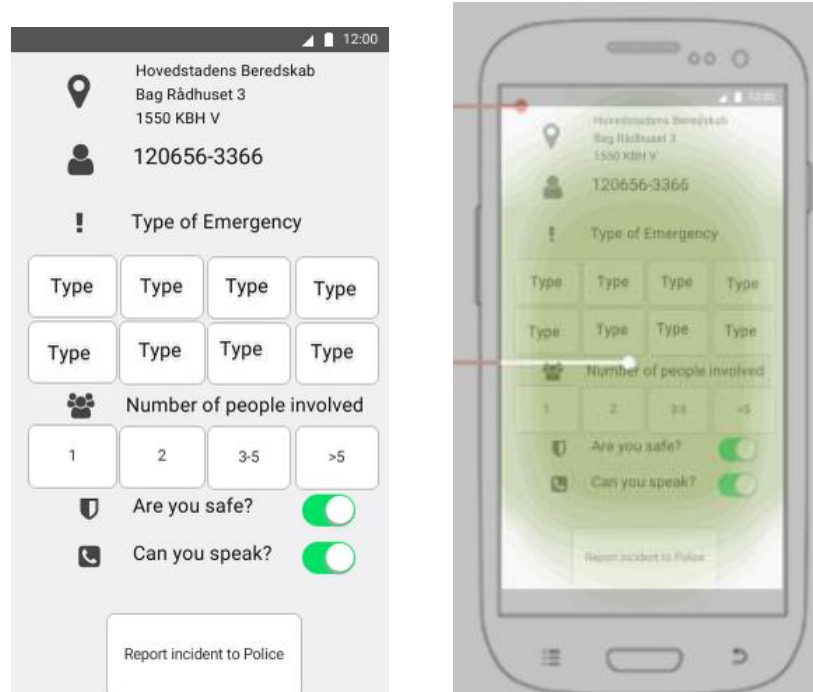 12:00
Hovedstadens Beredskab
Bag Rådhuset 3
1550 KBH V
120656-3366
Type of Emergency
Type Type Type Type
Type Type Type Type
Number of people involved
1 2 3-5 >5
Are you safe?
Can you speak?
Report incident to Police
12:00
Hovedstadens Beredskab
Bag Rådhuset 3
1550 KBH V
120656-3366
Type of Emergency
Type Type Type Type
Type Type Type Type
Number of people involved
1 2 3-5 >5
Are you safe?
Can you speak?
Report incident to Police